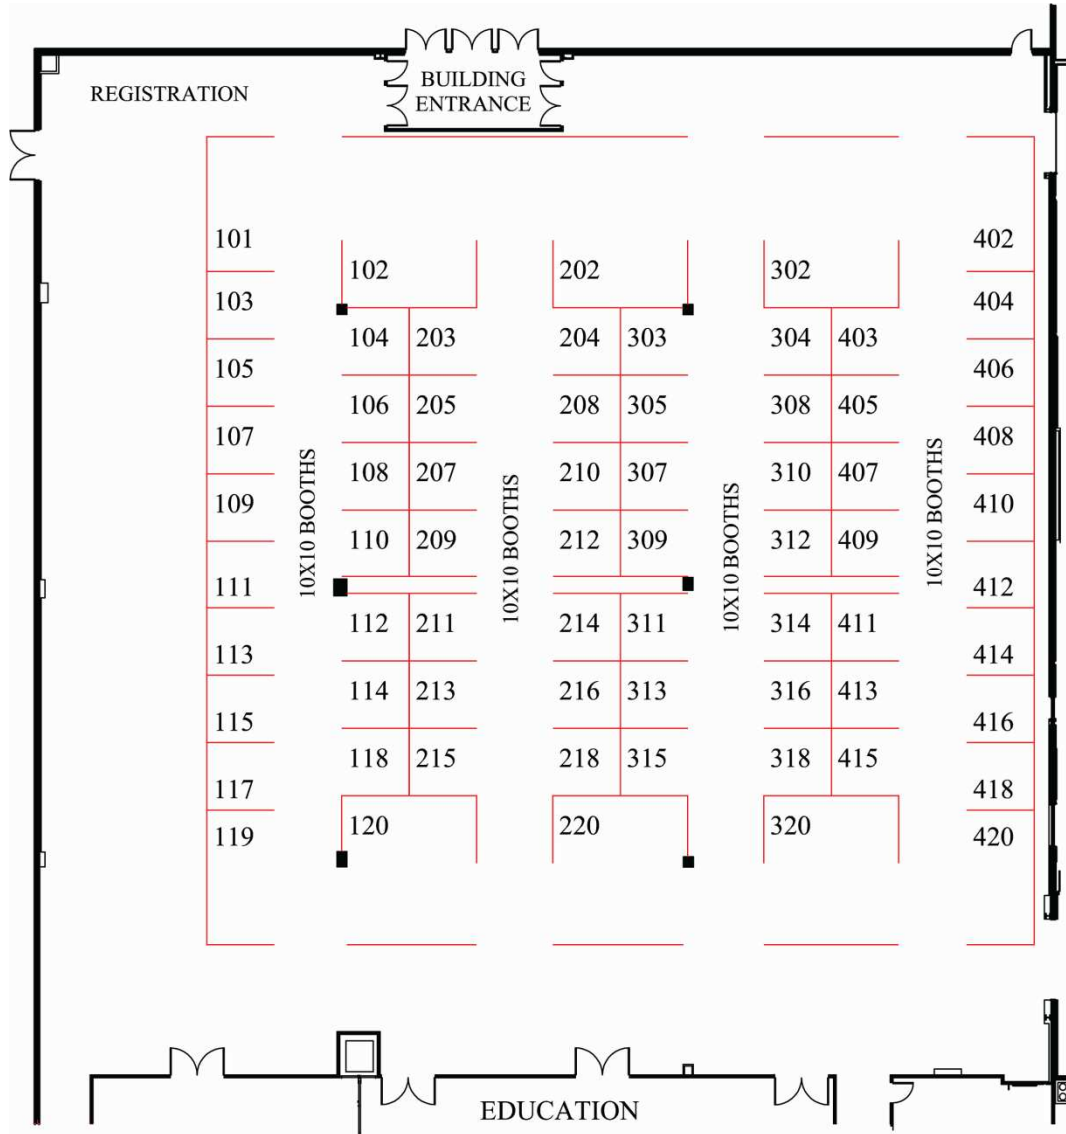 BUILDING
ENTRANCE
REGISTRATION
101 402
102 202 302
103 404
104 203 204 303 304 403
105 406
106 205 208 305 308 405
107 408
108 207 210 307 310 407
109 410
110 209 212 309 312 409
10X10 BOOTHS
10X10 BOOTHS
10X10 BOOTHS
10X10 BOOTHS
111 412
112 211 214 311 314 411
113 414
114 213 216 313 316 413
115 416
118 215 218 315 318 415
117 418
120 220 320
119 420
EDUCATION